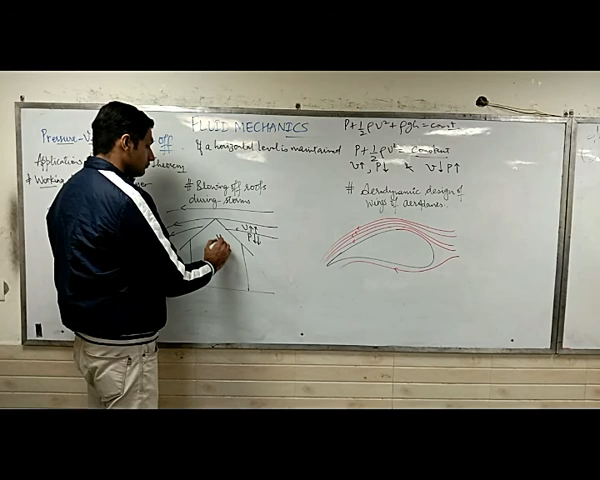 FLUID MECHANICS
P+½ρv²+ρgh=const
Pressure-V off
If a horizontal level is maintained
P+½ρv²=Constant
Applications
v↑, P↓ & v↓P↑
# Working
# Blowing off roofs
during storms
# Aerodynamic design of
wings of aeroplanes.
v↑↑
P↓↓